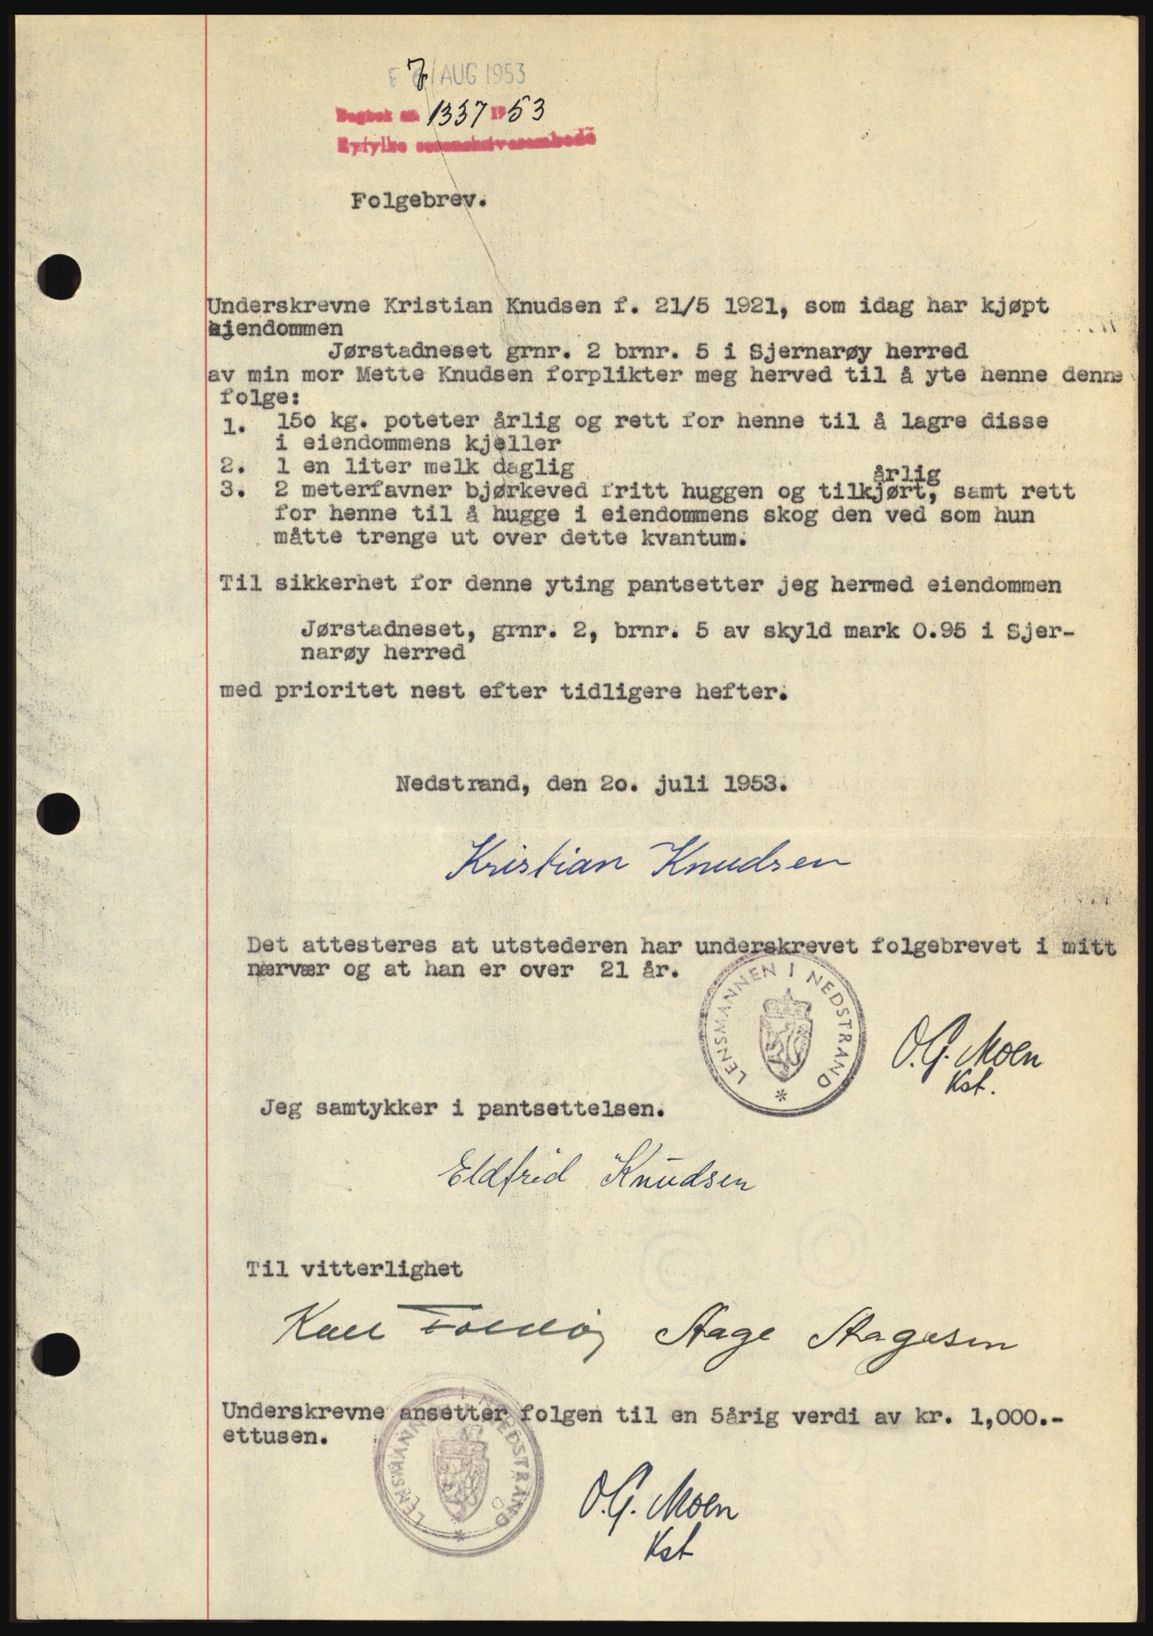 7/ AUG 1953
Dagbok nr. 1337 1953
Ryfylke sorenskriverembede
Folgebrev.
Underskrevne Kristian Knudsen f. 21/5 1921, som idag har kjøpt
eiendommen
Jørstadneset grnr. 2 brnr. 5 i Sjernarøy herred
av min mor Mette Knudsen forplikter meg herved til å yte henne denne
folge:
1. 150 kg. poteter årlig og rett for henne til å lagre disse
i eiendommens kjeller
2. 1 en liter melk daglig
årlig
3. 2 meterfavner bjørkeved fritt huggen og tilkjørt, samt rett
for henne til å hugge i eiendommens skog den ved som hun
måtte trenge ut over dette kvantum.
Til sikkerhet for denne yting pantsetter jeg hermed eiendommen
Jørstadneset, grnr. 2, brnr. 5 av skyld mark 0.95 i Sjer-
narøy herred
med prioritet nest efter tidligere hefter.
Nedstrand, den 2o. juli 1953.
Kristian Knudsen
Det attesteres at utstederen har underskrevet folgebrevet i mitt
nærvær og at han er over 21 år.
LENSMANNEN I NEDSTRAND
O.G. Moen
Kst.
Jeg samtykker i pantsettelsen.
Eldfrid Knudsen
Til vitterlighet
Aage Aagesen
Underskrevne ansetter folgen til en 5årig verdi av kr. 1,000.-
ettusen.
LENSMANNEN I NEDSTRAND
O.G. Moen
Kst